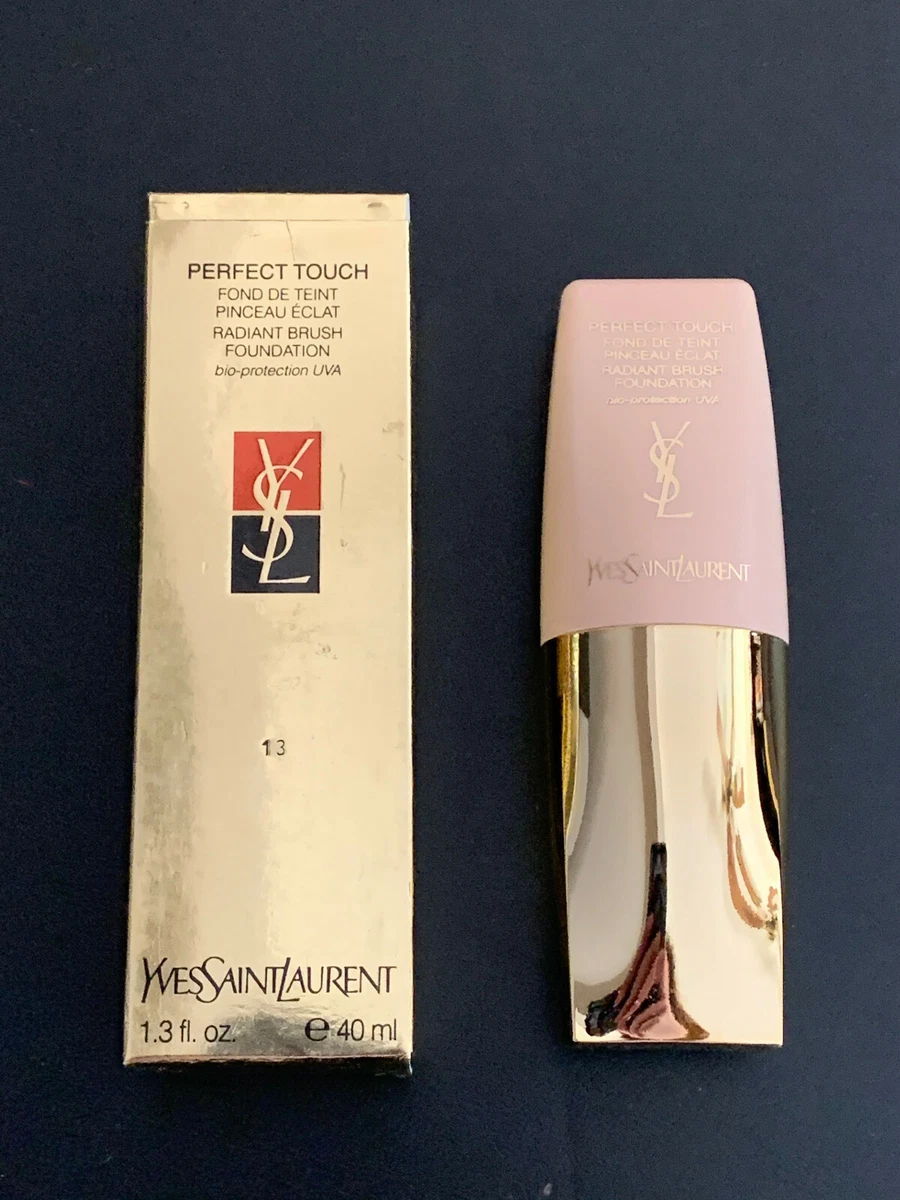 PERFECT TOUCH
FOND DE TEINT
PINCEAU ÉCLAT
RADIANT BRUSH
FOUNDATION
bio-protection UVA
YSL
13
YVESSAINTLAURENT
1.3 fl. oz. ℮ 40 ml
PERFECT TOUCH
FOND DE TEINT
PINCEAU ÉCLAT
RADIANT BRUSH
FOUNDATION
bio-protection UVA
YSL
YVESSAINTLAURENT